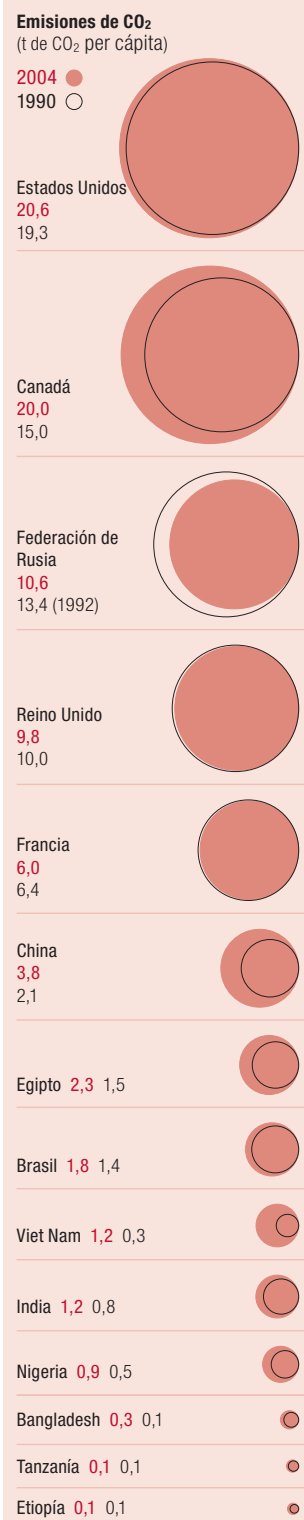 Emisiones de CO₂
(t de CO₂ per cápita)
2004
1990
Estados Unidos
20,6
19,3
Canadá
20,0
15,0
Federación de
Rusia
10,6
13,4 (1992)
Reino Unido
9,8
10,0
Francia
6,0
6,4
China
3,8
2,1
Egipto 2,3 1,5
Brasil 1,8 1,4
Viet Nam 1,2 0,3
India 1,2 0,8
Nigeria 0,9 0,5
Bangladesh 0,3 0,1
Tanzanía 0,1 0,1
Etiopía 0,1 0,1